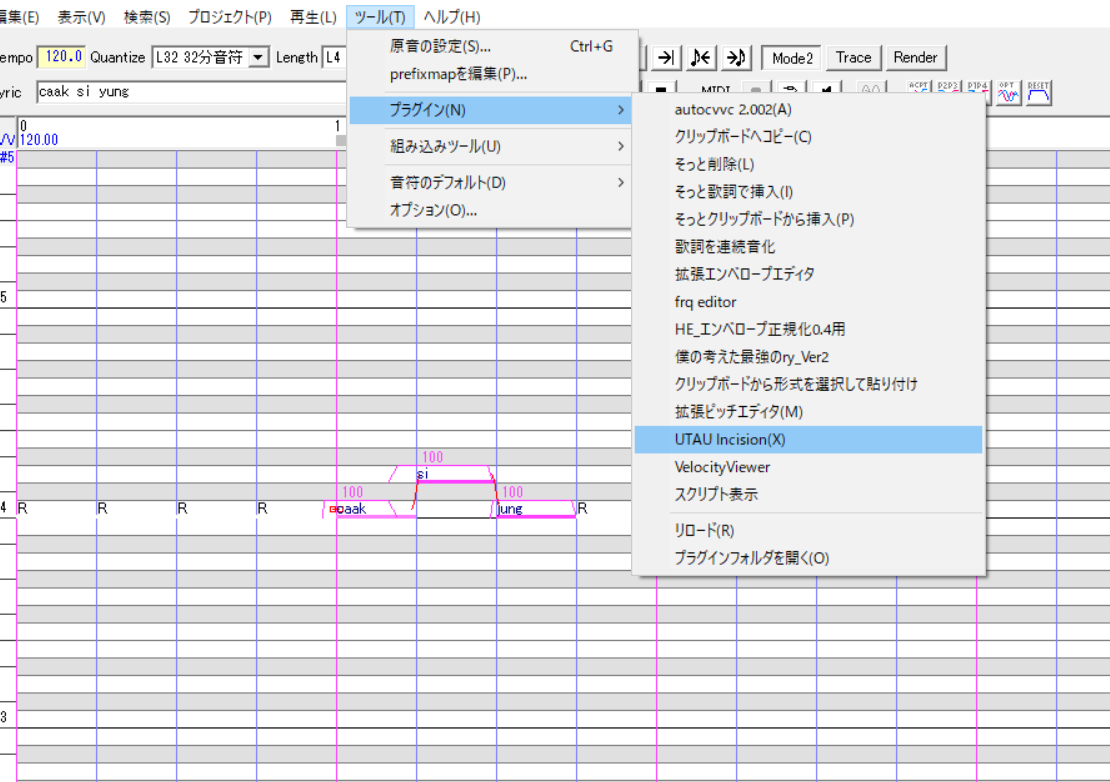 編集(E) 表示(V) 検索(S) プロジェクト(P) 再生(L) ツール(T) ヘルプ(H)
empo 120.0 Quantize L32 32分音符 Length L4 Mode2 Trace Render
yric caak si yung MIDI ACPT P2P3 P1P4 OPT RESET
0 1
120.00
#5
原音の設定(S)... Ctrl+G
prefixmapを編集(P)...
プラグイン(N)
組み込みツール(U)
音符のデフォルト(D)
オプション(O)...
autocvvc 2.002(A)
クリップボードへコピー(C)
そっと削除(L)
そっと歌詞で挿入(I)
そっとクリップボードから挿入(P)
歌詞を連続音化
拡張エンベロープエディタ
frq editor
HE_エンベロープ正規化0.4用
僕の考えた最強のry_Ver2
クリップボードから形式を選択して貼り付け
拡張ピッチエディタ(M)
UTAU Incision(X)
VelocityViewer
スクリプト表示
リロード(R)
プラグインフォルダを開く(O)
5
100
si
100 100
4 R R R R caak jung R
3